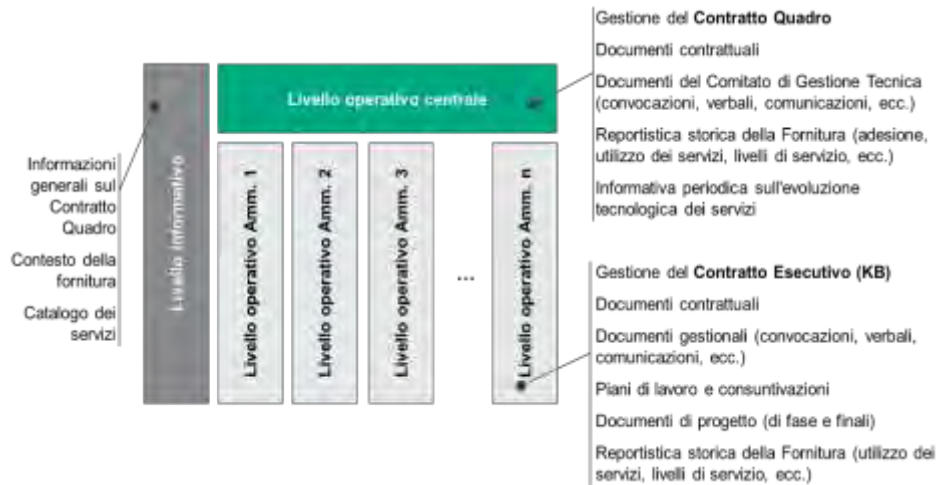 Informazioni
generali sul
Contratto
Quadro
Contesto della
fornitura
Catalogo dei
servizi
Livello informativo
Livello operativo centrale
Livello operativo Amm. 1
Livello operativo Amm. 2
Livello operativo Amm. 3
...
Livello operativo Amm. n
Gestione del Contratto Quadro
Documenti contrattuali
Documenti del Comitato di Gestione Tecnica
(convocazioni, verbali, comunicazioni, ecc.)
Reportistica storica della Fornitura (adesione,
utilizzo dei servizi, livelli di servizio, ecc.)
Informativa periodica sull'evoluzione
tecnologica dei servizi
Gestione del Contratto Esecutivo (KB)
Documenti contrattuali
Documenti gestionali (convocazioni, verbali,
comunicazioni, ecc.)
Piani di lavoro e consuntivazioni
Documenti di progetto (di fase e finali)
Reportistica storica della Fornitura (utilizzo dei
servizi, livelli di servizio, ecc.)